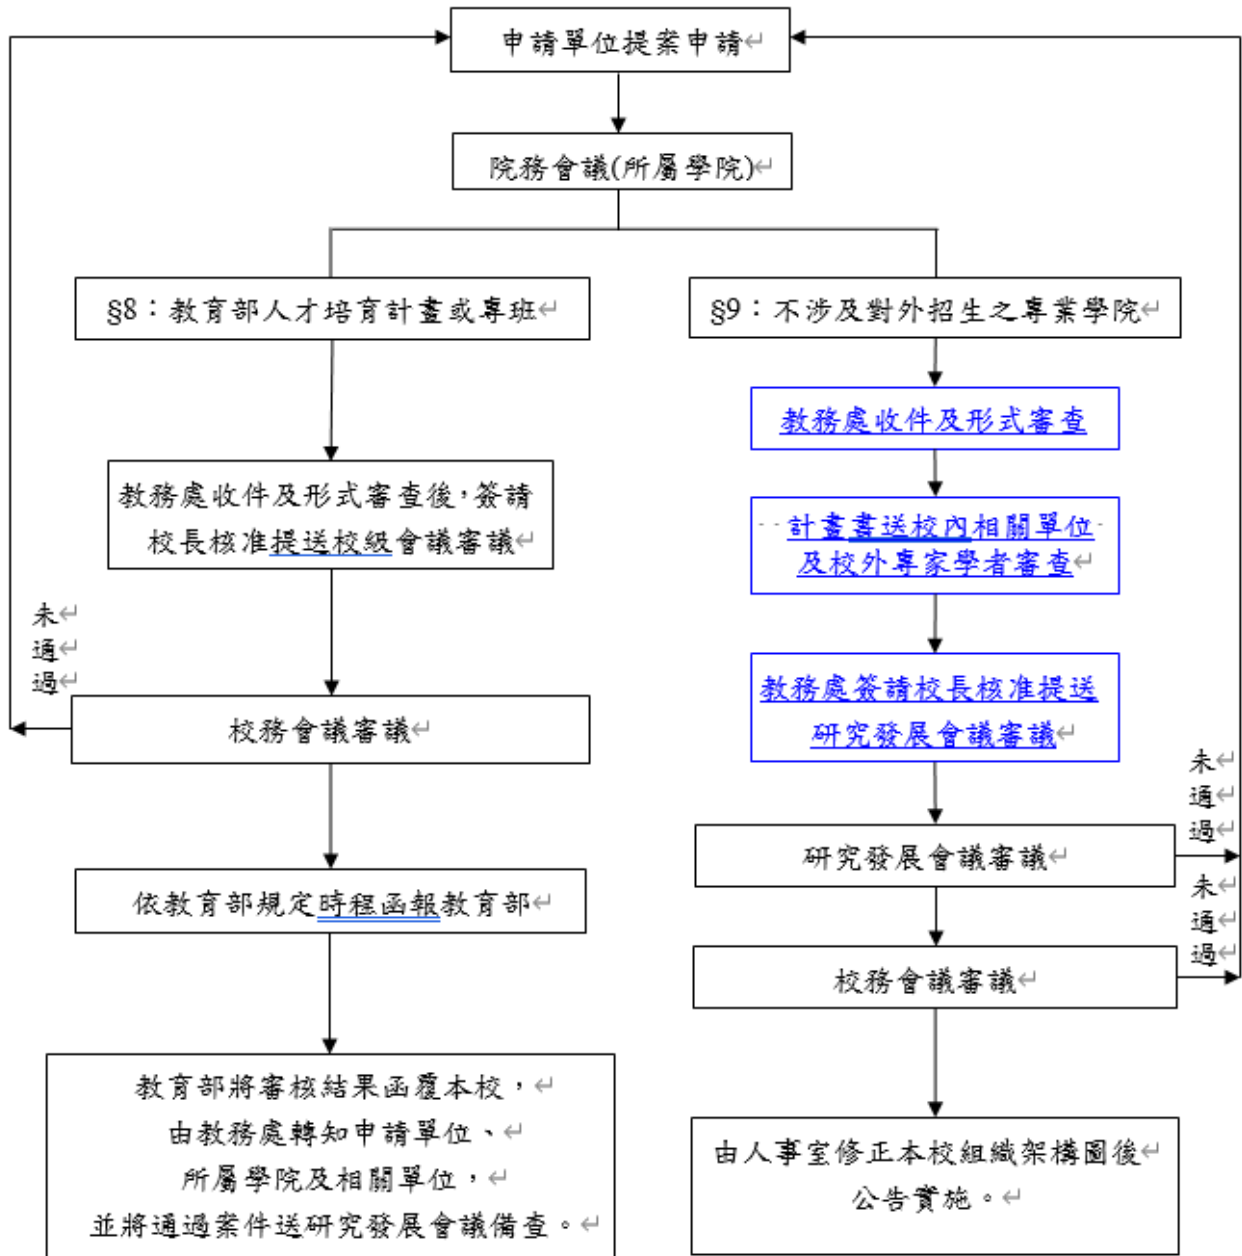 申請單位提案申請↵
院務會議(所屬學院)↵
§8：教育部人才培育計畫或專班↵
教務處收件及形式審查後，簽請
校長核准提送校級會議審議↵
未↵
通↵
過↵
校務會議審議↵
依教育部規定時程函報教育部↵
教育部將審核結果函覆本校，↵
由教務處轉知申請單位、↵
所屬學院及相關單位，↵
並將通過案件送研究發展會議備查。↵
§9：不涉及對外招生之專業學院↵
教務處收件及形式審查↵
計畫書送校內相關單位
及校外專家學者審查↵
教務處簽請校長核准提送
研究發展會議審議↵
未↵
通↵
過↵
研究發展會議審議↵
未↵
通↵
過↵
校務會議審議↵
由人事室修正本校組織架構圖後↵
公告實施。↵